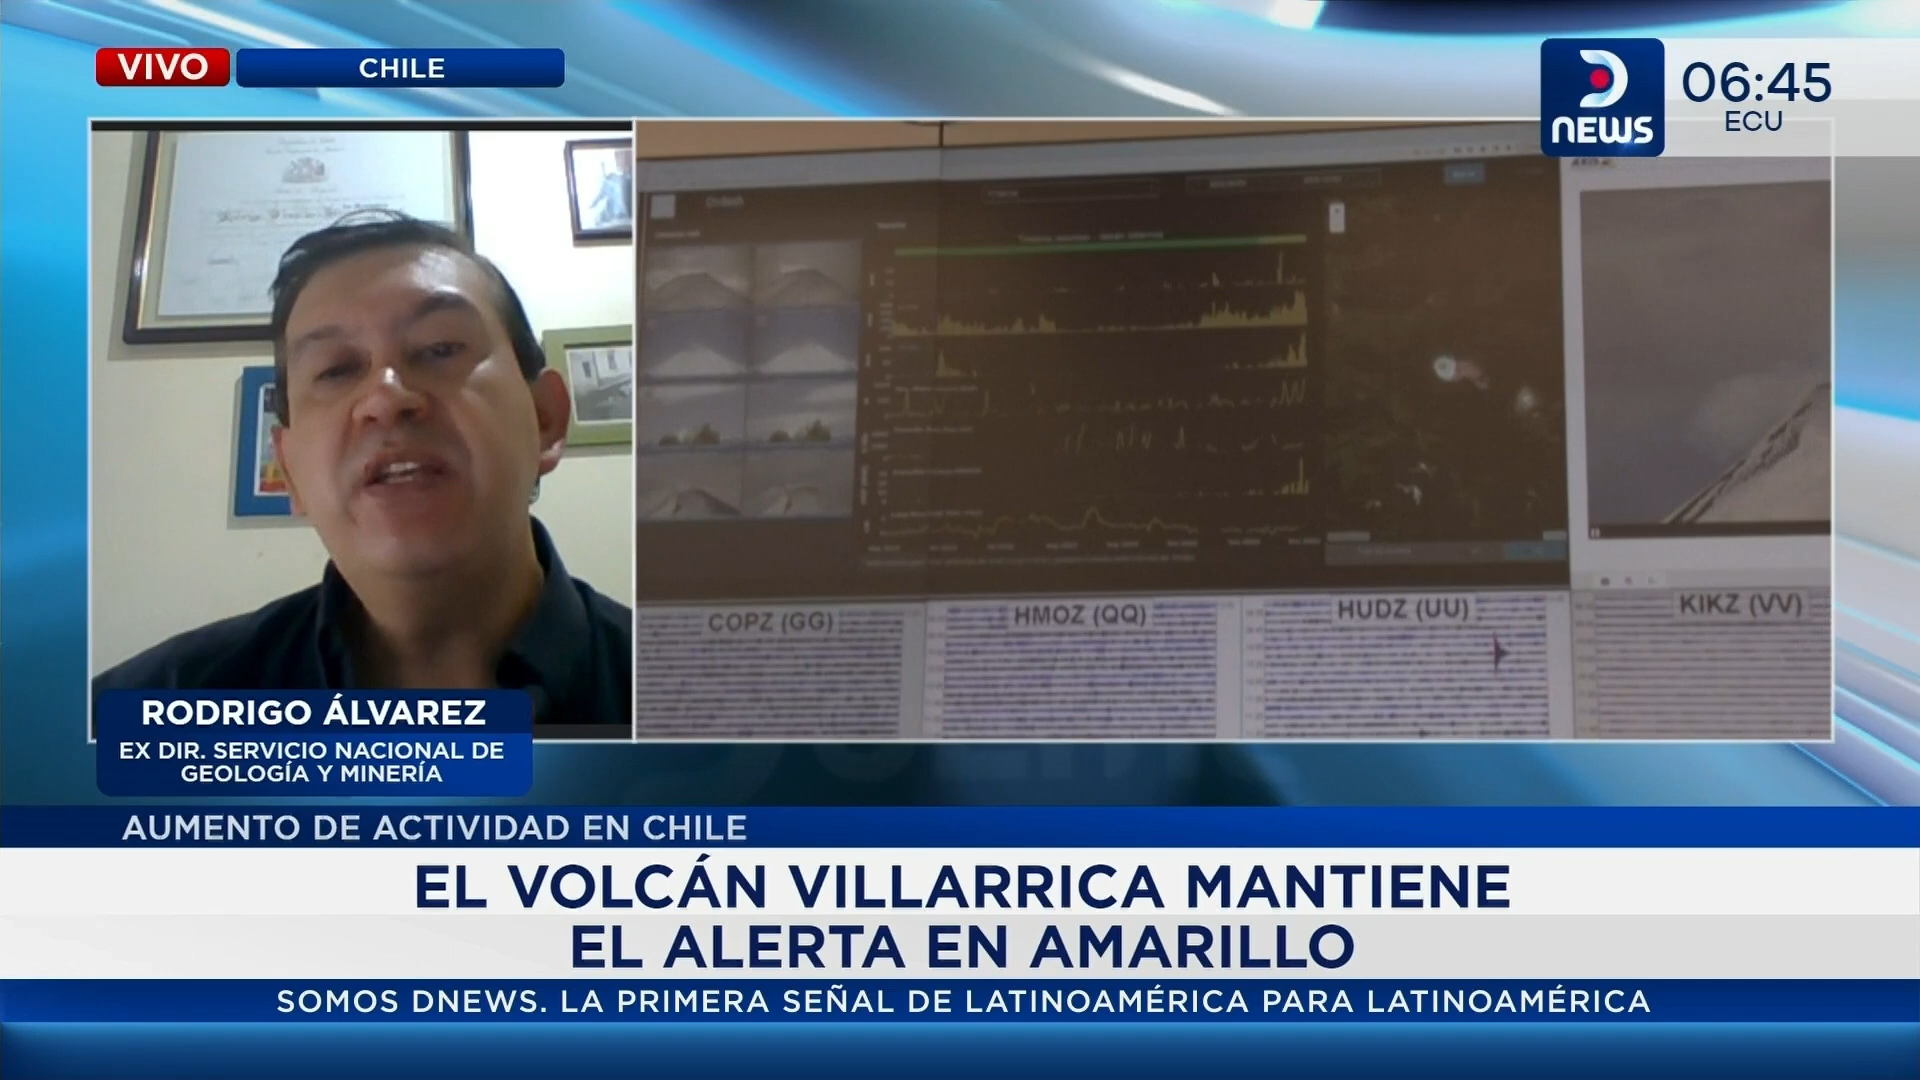 VIVO
CHILE
D
NEWS
06:45
ECU
COPZ (GG)
HMOZ (QQ)
HUDZ (UU)
KIKZ (VV)
RODRIGO ÁLVAREZ
EX DIR. SERVICIO NACIONAL DE
GEOLOGÍA Y MINERÍA
AUMENTO DE ACTIVIDAD EN CHILE
EL VOLCÁN VILLARRICA MANTIENE
EL ALERTA EN AMARILLO
SOMOS DNEWS. LA PRIMERA SEÑAL DE LATINOAMÉRICA PARA LATINOAMÉRICA